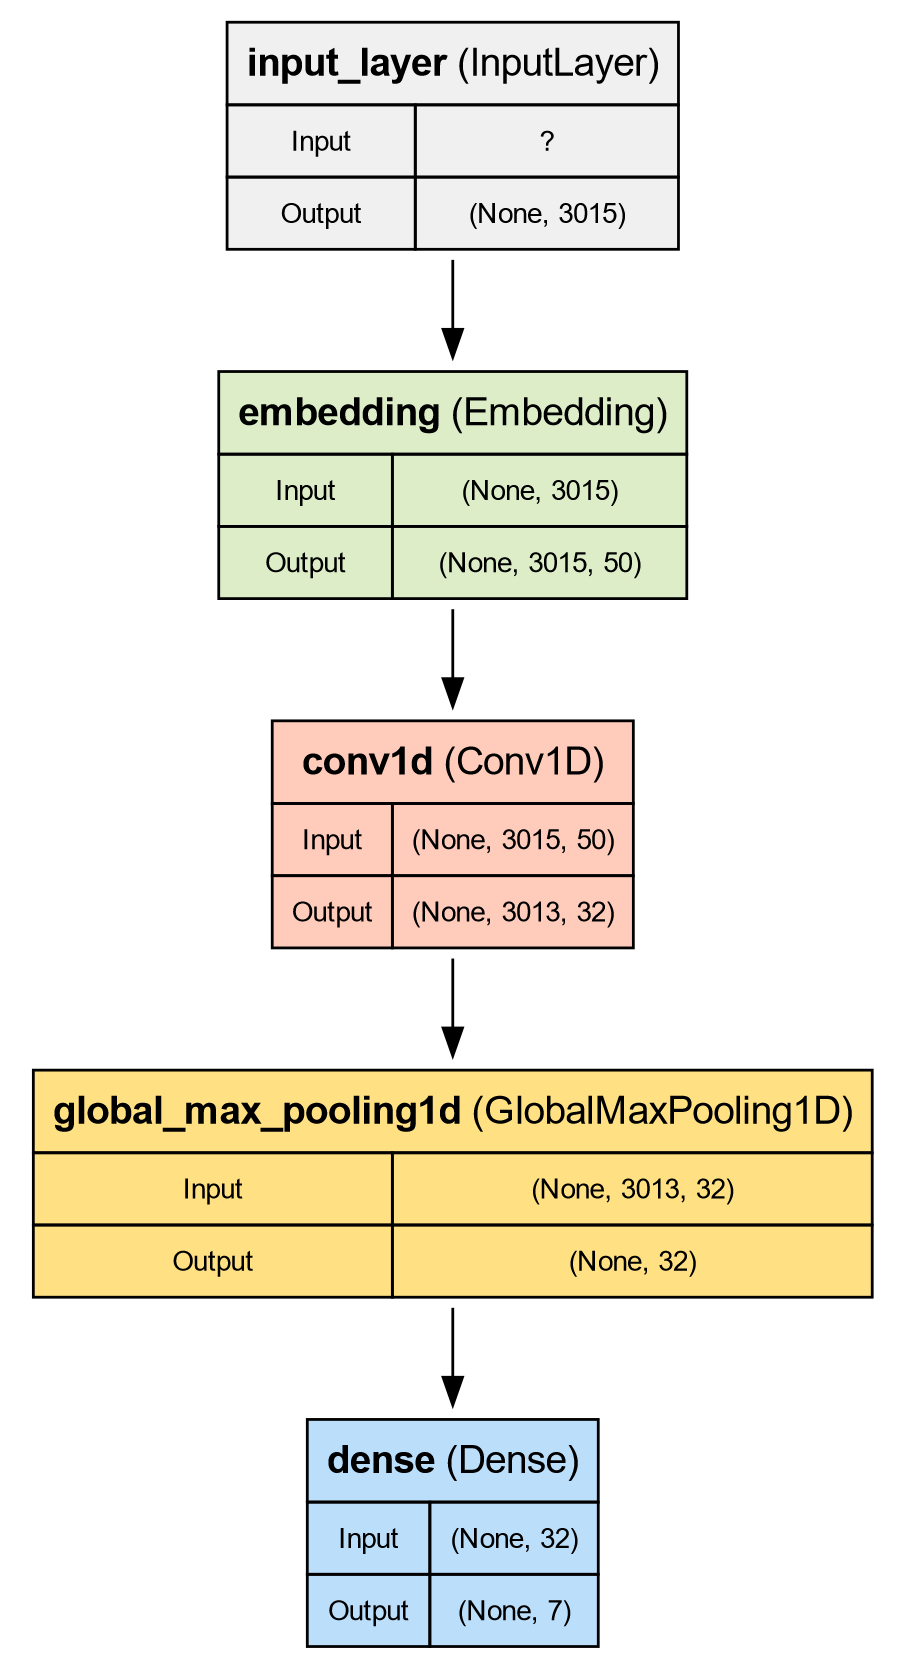 input_layer (InputLayer)
Input ?
Output (None, 3015)
embedding (Embedding)
Input (None, 3015)
Output (None, 3015, 50)
conv1d (Conv1D)
Input (None, 3015, 50)
Output (None, 3013, 32)
global_max_pooling1d (GlobalMaxPooling1D)
Input (None, 3013, 32)
Output (None, 32)
dense (Dense)
Input (None, 32)
Output (None, 7)